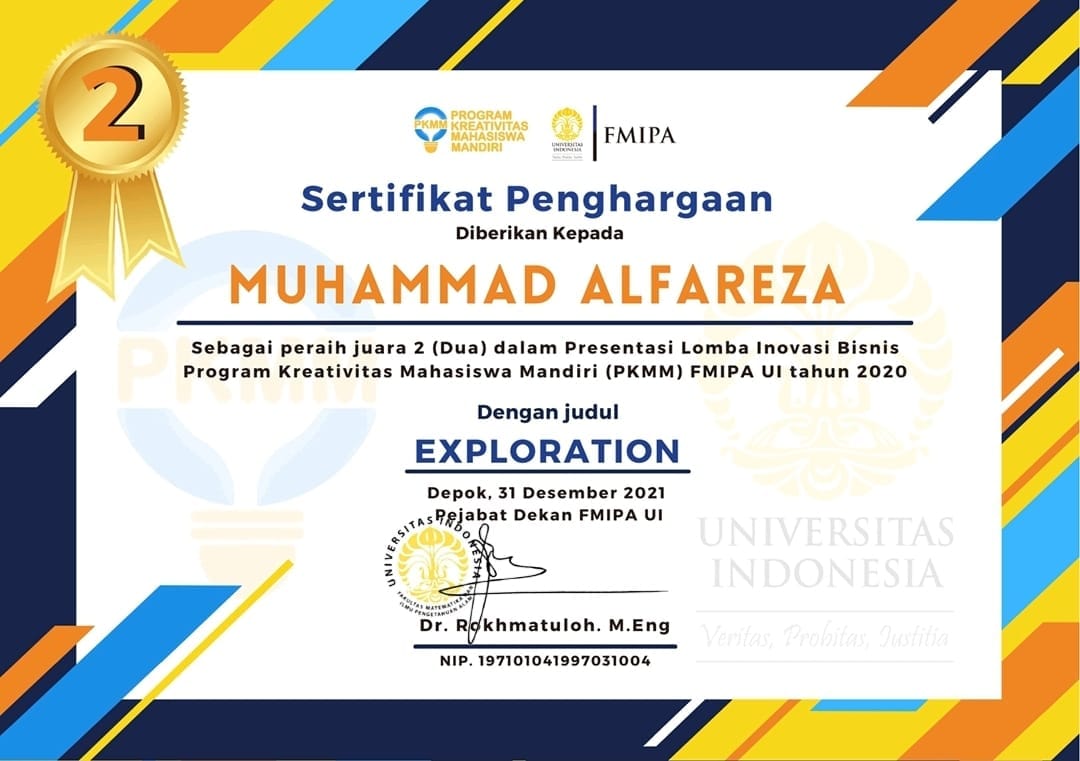 2
PKMM
PROGRAM
KREATIVITAS
MAHASISWA
MANDIRI
UNIVERSITAS
INDONESIA
Veritas, Probitas, Iustitia
FMIPA
Sertifikat Penghargaan
Diberikan Kepada
MUHAMMAD ALFAREZA
Sebagai peraih juara 2 (Dua) dalam Presentasi Lomba Inovasi Bisnis
Program Kreativitas Mahasiswa Mandiri (PKMM) FMIPA UI tahun 2020
PKMM
Dengan judul
EXPLORATION
Depok, 31 Desember 2021
Pejabat Dekan FMIPA UI
UNIVERSITAS INDONESIA
FAKULTAS MATEMATIKA DAN
ILMU PENGETAHUAN ALAM
Dr. Rokhmatuloh. M.Eng
NIP. 197101041997031004
UNIVERSITAS
INDONESIA
Veritas, Probitas, Iustitia